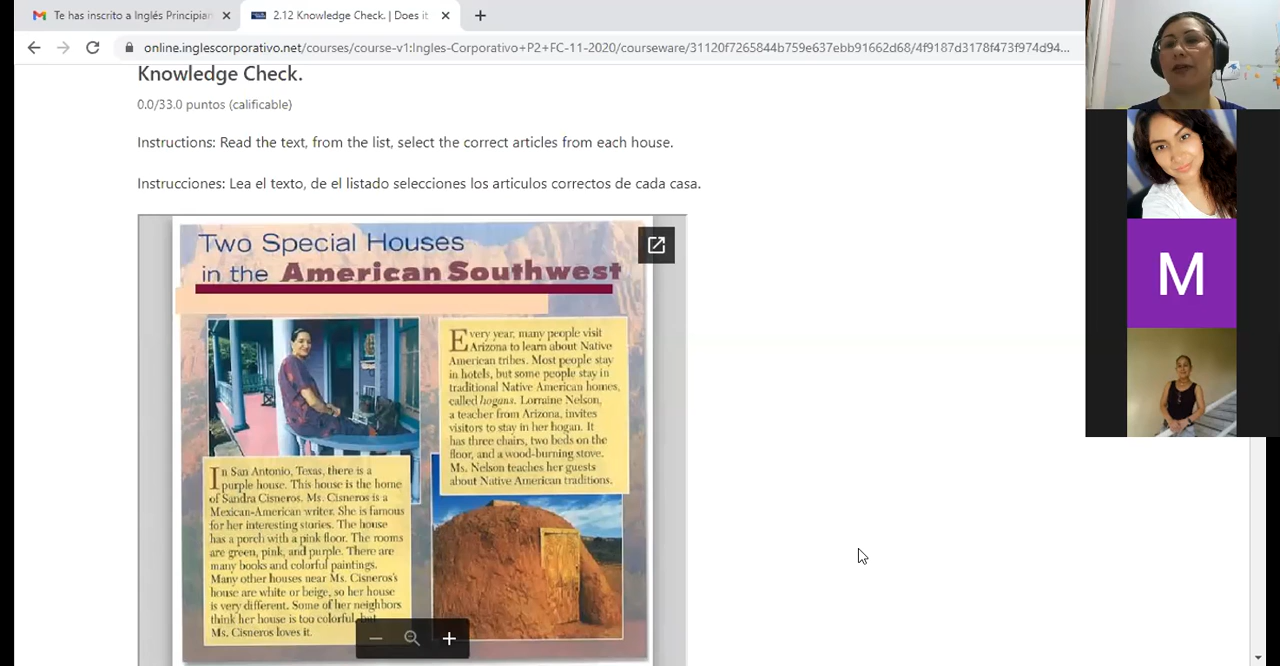 Te has inscrito a Inglés Principian
2.12 Knowledge Check. | Does it
online.inglescorporativo.net/courses/course-v1:Ingles-Corporativo+P2+FC-11-2020/courseware/31120f7265844b759e637ebb91662d68/4f9187d3178f473f974d94...
Knowledge Check.
0.0/33.0 puntos (calificable)
Instructions: Read the text, from the list, select the correct articles from each house.
Instrucciones: Lea el texto, de el listado selecciones los articulos correctos de cada casa.
Two Special Houses
in the American Southwest
Every year, many people visit
Arizona to learn about Native
American tribes. Most people stay
in hotels, but some people stay in
traditional Native American homes,
called hogans. Lorraine Nelson,
a teacher from Arizona, invites
visitors to stay in her hogan. It
has three chairs, two beds on the
floor, and a wood-burning stove.
Ms. Nelson teaches her guests
about Native American traditions.
In San Antonio, Texas, there is a
purple house. This house is the home
of Sandra Cisneros. Ms. Cisneros is a
Mexican-American writer. She is famous
for her interesting stories. The house
has a porch with a pink floor. The rooms
are green, pink, and purple. There are
many books and colorful paintings.
Many other houses near Ms. Cisneros's
house are white or beige, so her house
is very different. Some of her neighbors
think her house is too colorful, but
Ms. Cisneros loves it.
M